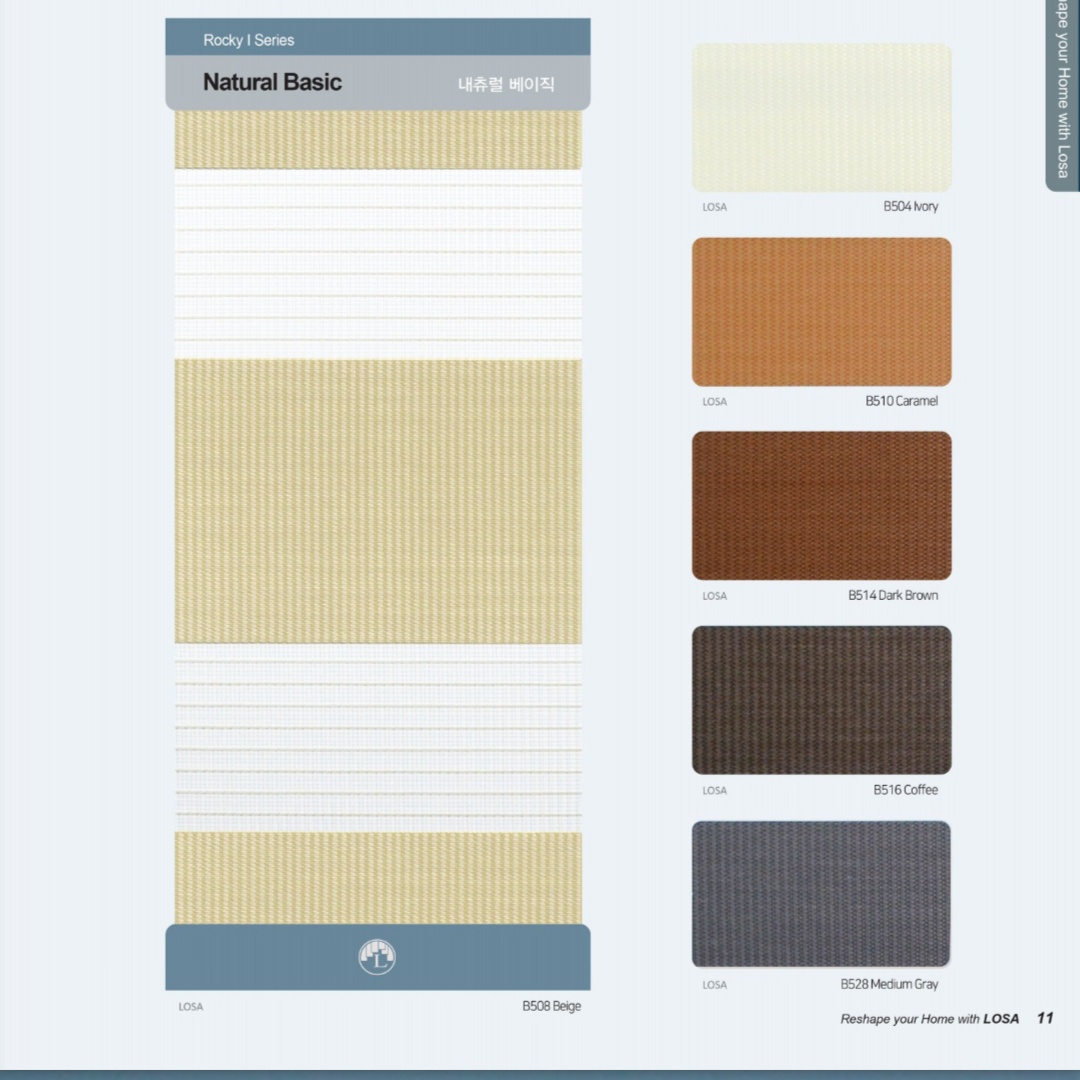 Rocky I Series
Natural Basic
내츄럴 베이직
L
LOSA
B508 Beige
LOSA
B504 Ivory
LOSA
B510 Caramel
LOSA
B514 Dark Brown
LOSA
B516 Coffee
LOSA
B528 Medium Gray
your Home with Losa
Reshape your Home with LOSA 11